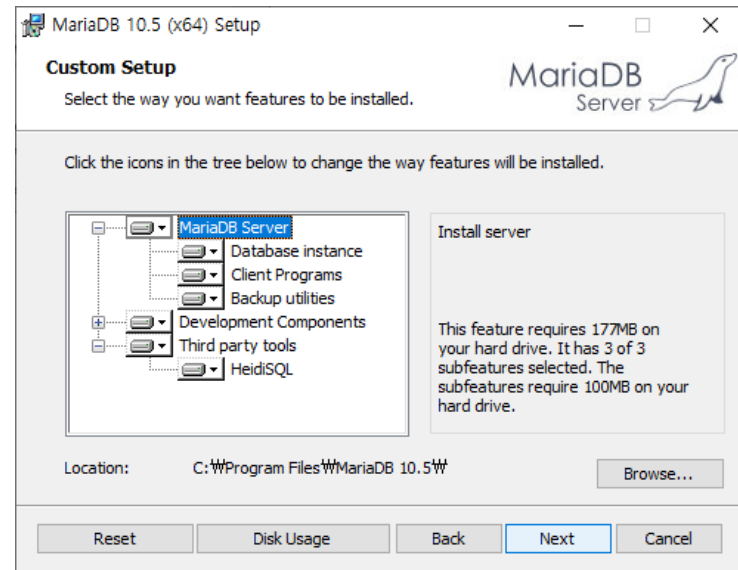 MariaDB 10.5 (x64) Setup
Custom Setup
Select the way you want features to be installed.
MariaDB
Server
Click the icons in the tree below to change the way features will be installed.
MariaDB Server
Database instance
Client Programs
Backup utilities
Development Components
Third party tools
HeidiSQL
Install server
This feature requires 177MB on
your hard drive. It has 3 of 3
subfeatures selected. The
subfeatures require 100MB on your
hard drive.
Location: C:₩Program Files₩MariaDB 10.5₩
Browse...
Reset Disk Usage Back Next Cancel